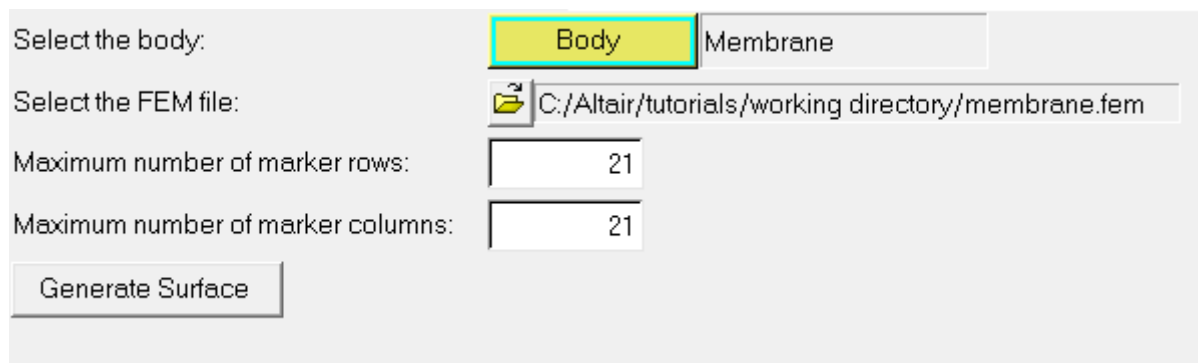 Select the body: Body Membrane
Select the FEM file: C:/Altair/tutorials/working directory/membrane.fem
Maximum number of marker rows: 21
Maximum number of marker columns: 21
Generate Surface